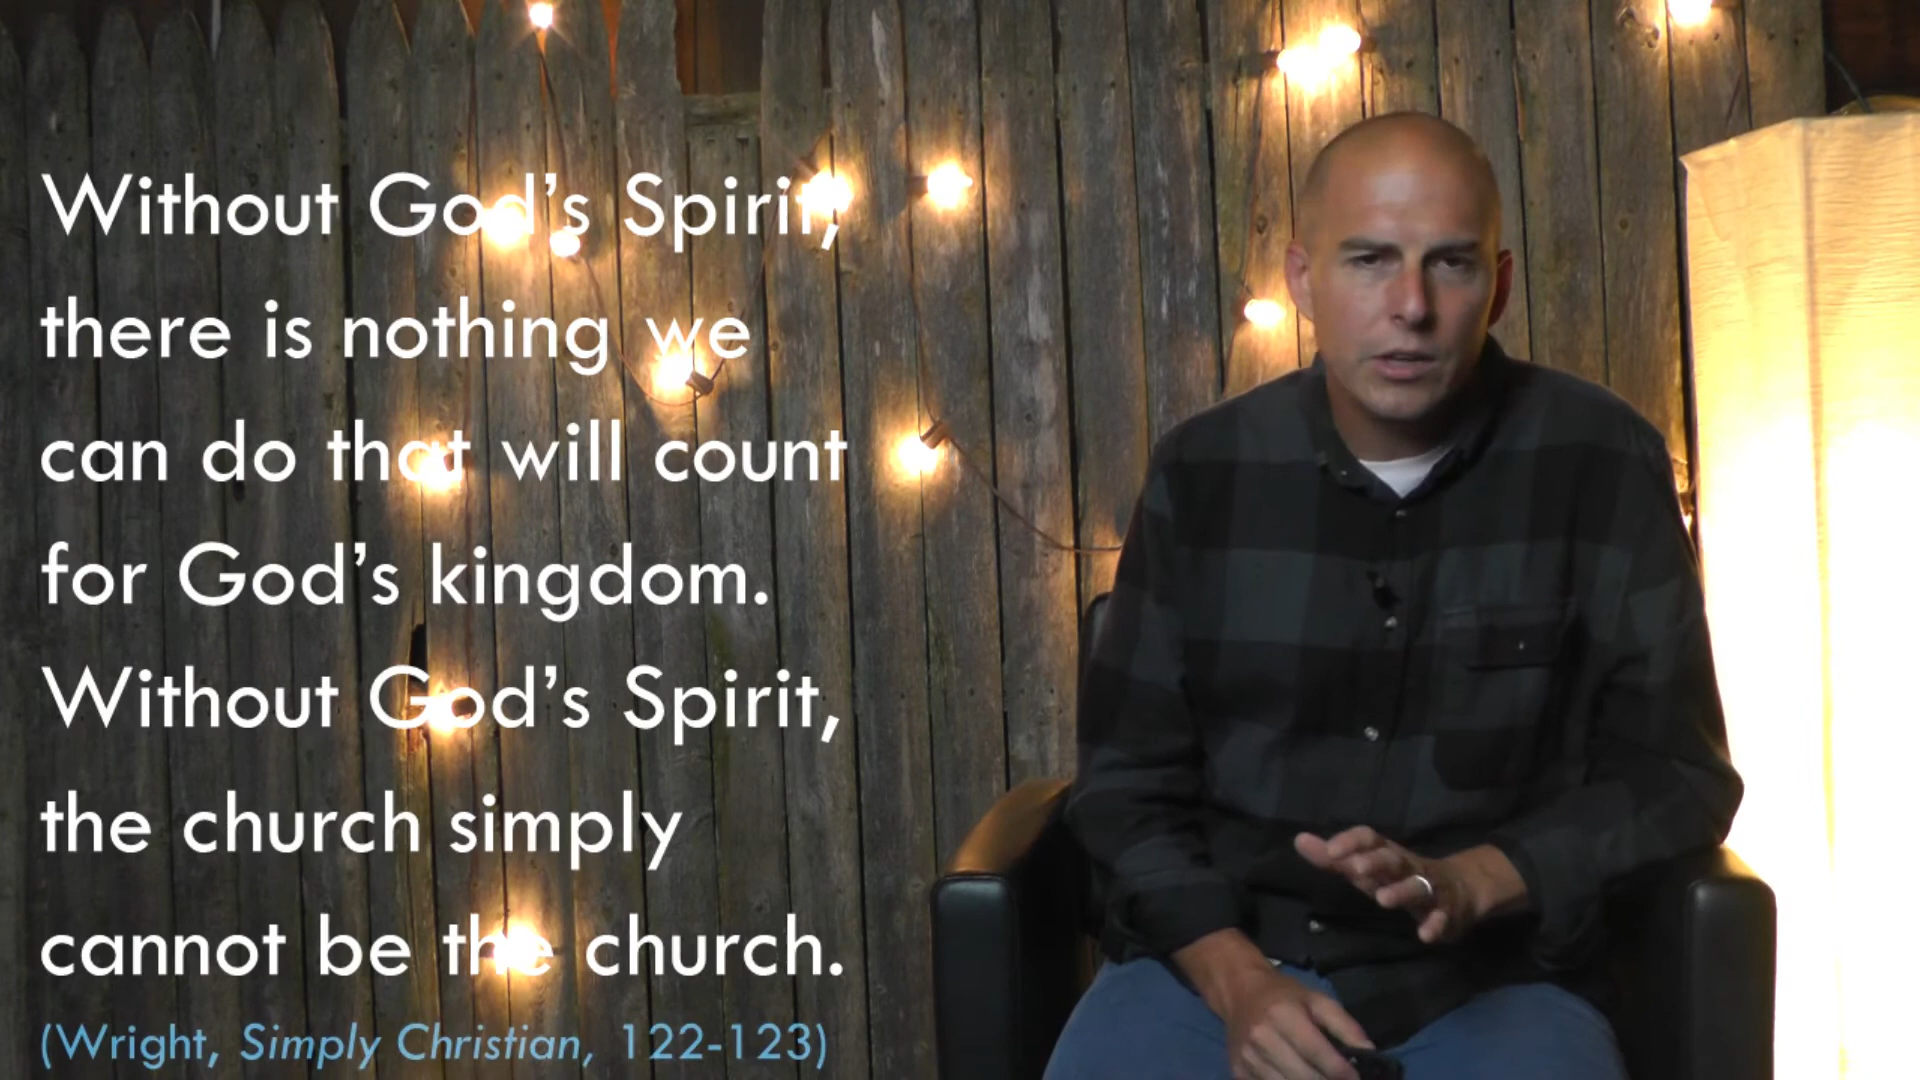 Without God’s Spirit,
there is nothing we
can do that will count
for God’s kingdom.
Without God’s Spirit,
the church simply
cannot be the church.
(Wright, Simply Christian, 122-123)